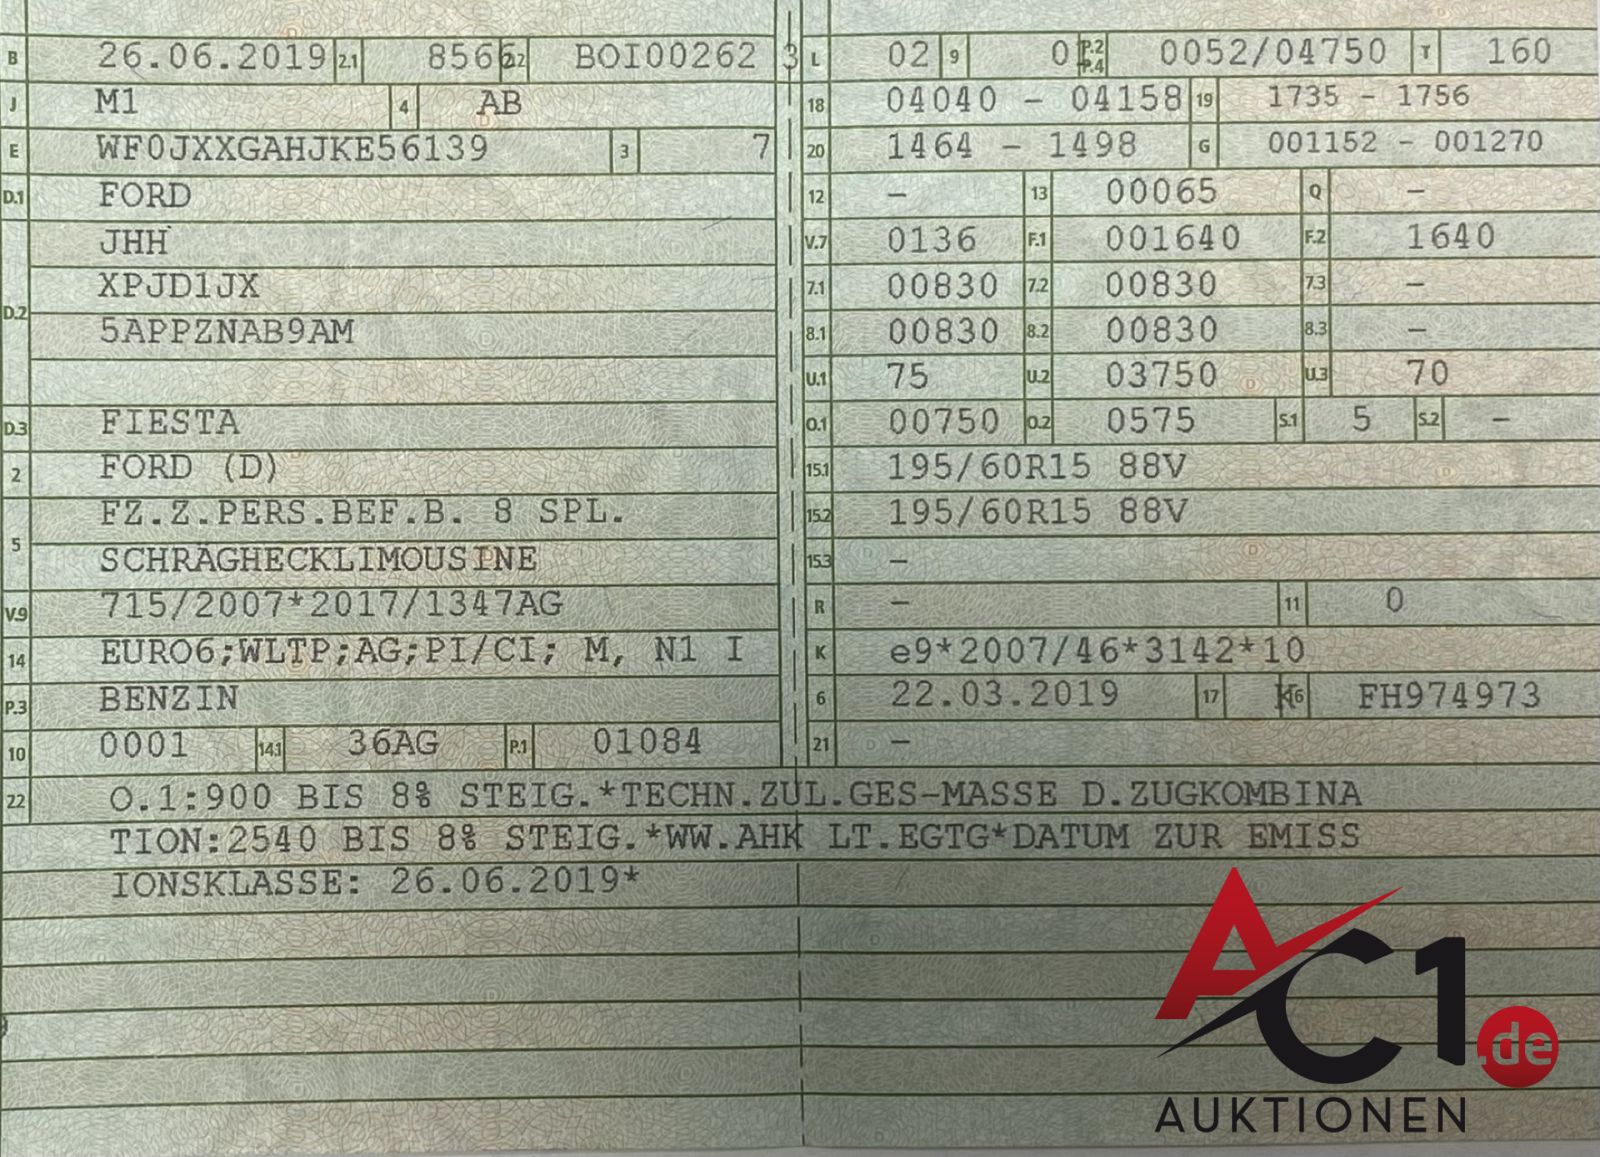 B 26.06.2019 2.1 8566 2.2 BOI00262 3
J M1 4 AB
E WF0JXXGAHJKE56139 3 7
D.1 FORD
JHH
D.2 XPJD1JX
5APPZNAB9AM
D.3 FIESTA
2 FORD (D)
FZ.Z.PERS.BEF.B. 8 SPL.
5 SCHRÄGHECKLIMOUSINE
V.9 715/2007*2017/1347AG
14 EURO6;WLTP;AG;PI/CI; M, N1 I
P.3 BENZIN
10 0001 14.1 36AG P.1 01084
L 02 9 0 P.2 P.4 0052/04750 T 160
18 04040 - 04158 19 1735 - 1756
20 1464 - 1498 G 001152 - 001270
12 - 13 00065 Q -
V.7 0136 F.1 001640 F.2 1640
7.1 00830 7.2 00830 7.3 -
8.1 00830 8.2 00830 8.3 -
U.1 75 U.2 03750 U.3 70
O.1 00750 O.2 0575 S.1 5 S.2 -
15.1 195/60R15 88V
15.2 195/60R15 88V
15.3 -
R - 11 0
K e9*2007/46*3142*10
6 22.03.2019 17 K 16 FH974973
21 -
22 O.1:900 BIS 8% STEIG.*TECHN.ZUL.GES-MASSE D.ZUGKOMBINA
TION:2540 BIS 8% STEIG.*WW.AHK LT.EGTG*DATUM ZUR EMISS
IONSKLASSE: 26.06.2019*
AC1.de
AUKTIONEN